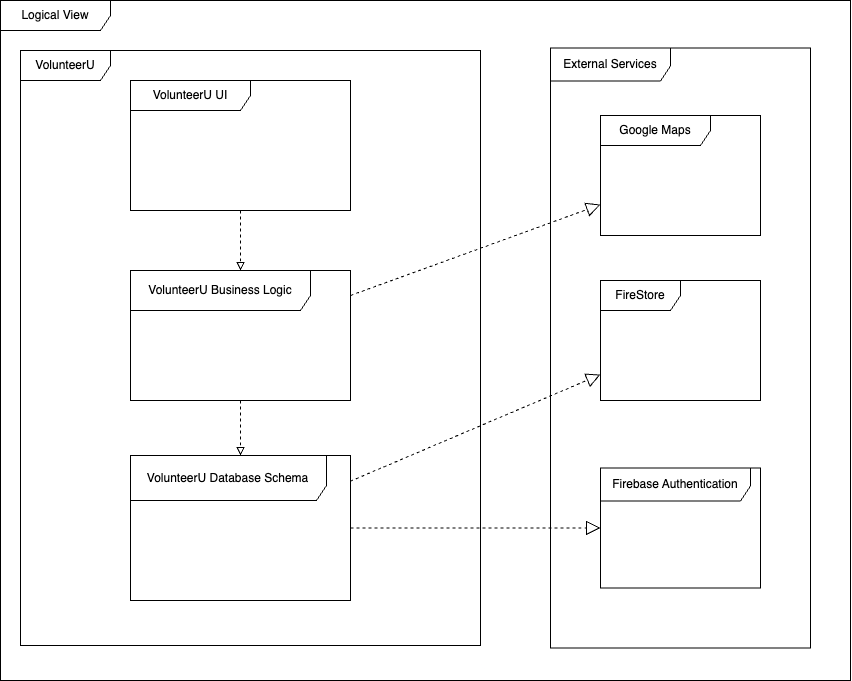 Logical View
VolunteerU
External Services
VolunteerU UI
Google Maps
VolunteerU Business Logic
FireStore
VolunteerU Database Schema
Firebase Authentication